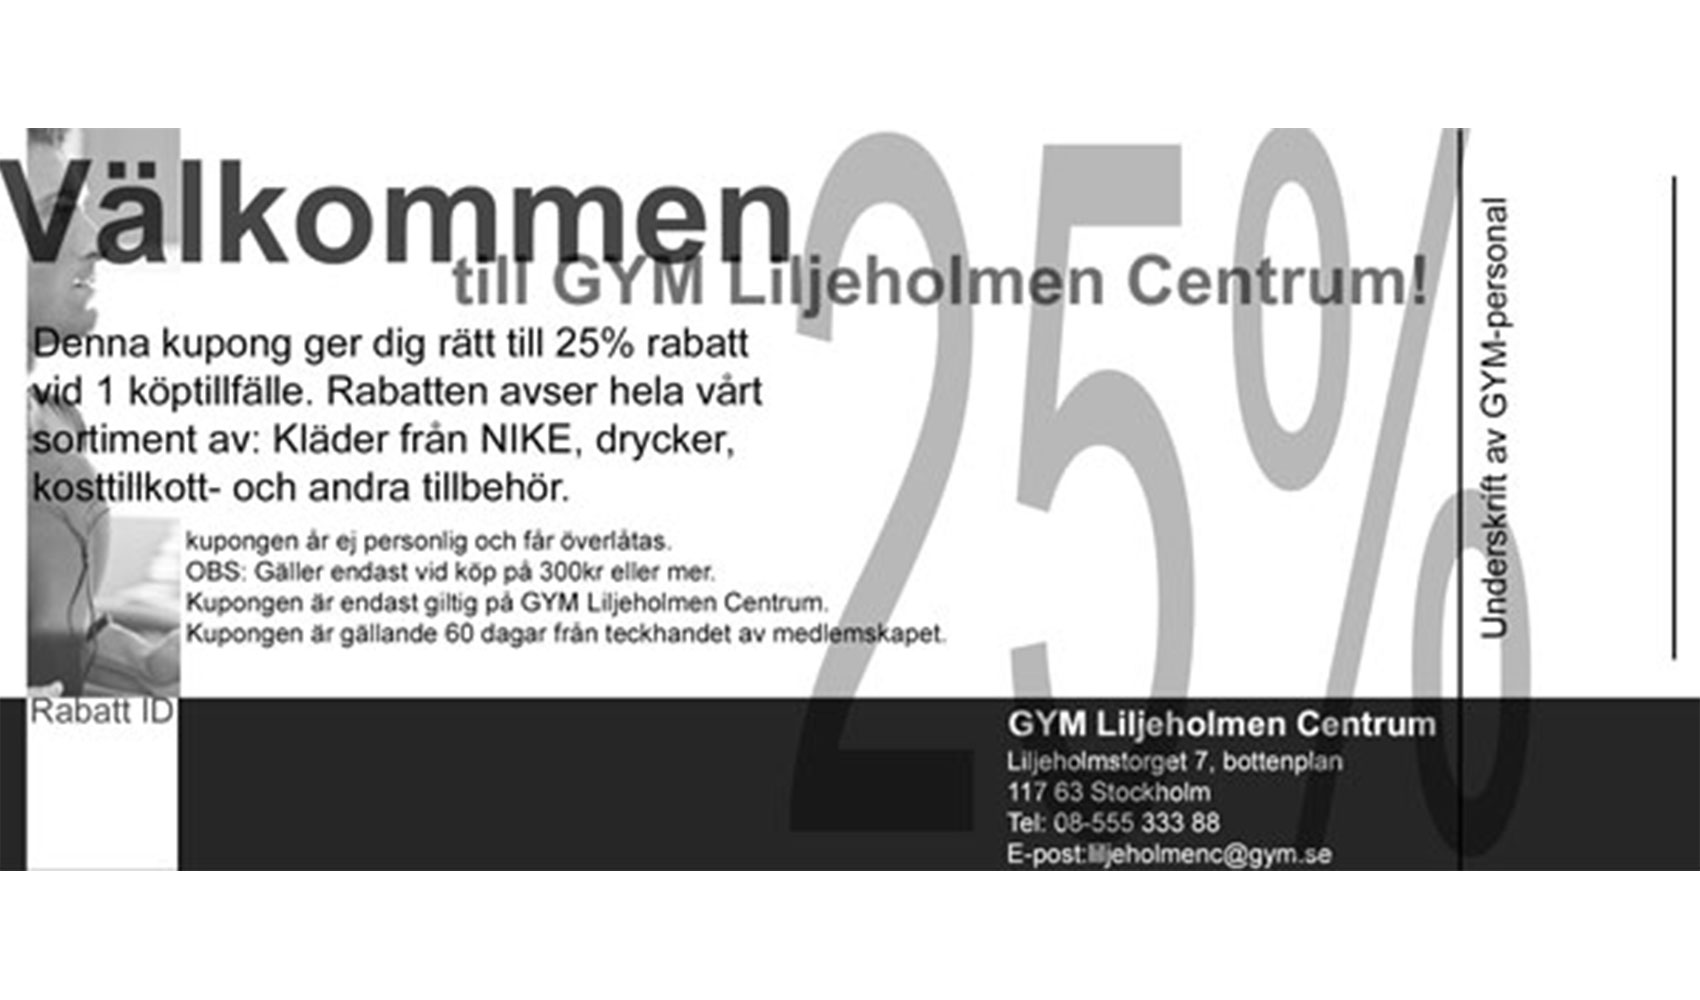 Välkommen
till GYM Liljeholmen Centrum!
25%
Denna kupong ger dig rätt till 25% rabatt
vid 1 köptillfälle. Rabatten avser hela vårt
sortiment av: Kläder från NIKE, drycker,
kosttillkott- och andra tillbehör.
kupongen är ej personlig och får överlåtas.
OBS: Gäller endast vid köp på 300kr eller mer.
Kupongen är endast giltig på GYM Liljeholmen Centrum.
Kupongen är gällande 60 dagar från teckhandet av medlemskapet.
Underskrift av GYM-personal
Rabatt ID
GYM Liljeholmen Centrum
Liljeholmstorget 7, bottenplan
117 63 Stockholm
Tel: 08-555 333 88
E-post:liljeholmenc@gym.se